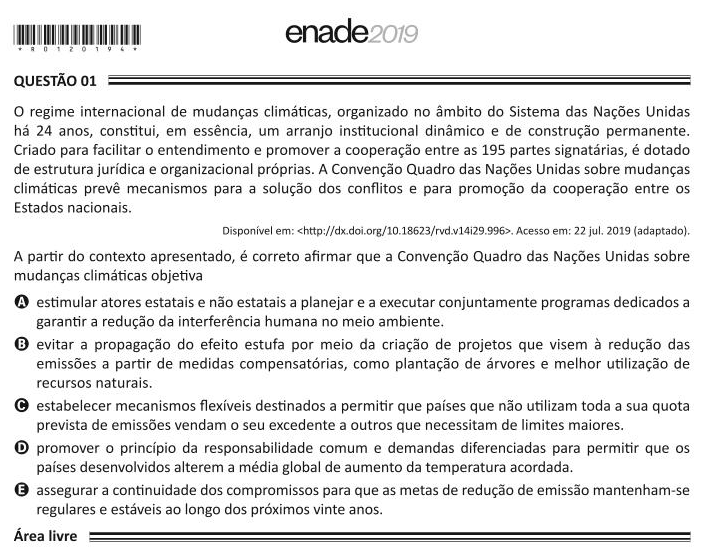 enade2019
*R0120194*
QUESTÃO 01
O regime internacional de mudanças climáticas, organizado no âmbito do Sistema das Nações Unidas
há 24 anos, constitui, em essência, um arranjo institucional dinâmico e de construção permanente.
Criado para facilitar o entendimento e promover a cooperação entre as 195 partes signatárias, é dotado
de estrutura jurídica e organizacional próprias. A Convenção Quadro das Nações Unidas sobre mudanças
climáticas prevê mecanismos para a solução dos conflitos e para promoção da cooperação entre os
Estados nacionais.
Disponível em: <http://dx.doi.org/10.18623/rvd.v14i29.996>. Acesso em: 22 jul. 2019 (adaptado).
A partir do contexto apresentado, é correto afirmar que a Convenção Quadro das Nações Unidas sobre
mudanças climáticas objetiva
A estimular atores estatais e não estatais a planejar e a executar conjuntamente programas dedicados a
garantir a redução da interferência humana no meio ambiente.
B evitar a propagação do efeito estufa por meio da criação de projetos que visem à redução das
emissões a partir de medidas compensatórias, como plantação de árvores e melhor utilização de
recursos naturais.
C estabelecer mecanismos flexíveis destinados a permitir que países que não utilizam toda a sua quota
prevista de emissões vendam o seu excedente a outros que necessitam de limites maiores.
D promover o princípio da responsabilidade comum e demandas diferenciadas para permitir que os
países desenvolvidos alterem a média global de aumento da temperatura acordada.
E assegurar a continuidade dos compromissos para que as metas de redução de emissão mantenham-se
regulares e estáveis ao longo dos próximos vinte anos.
Área livre